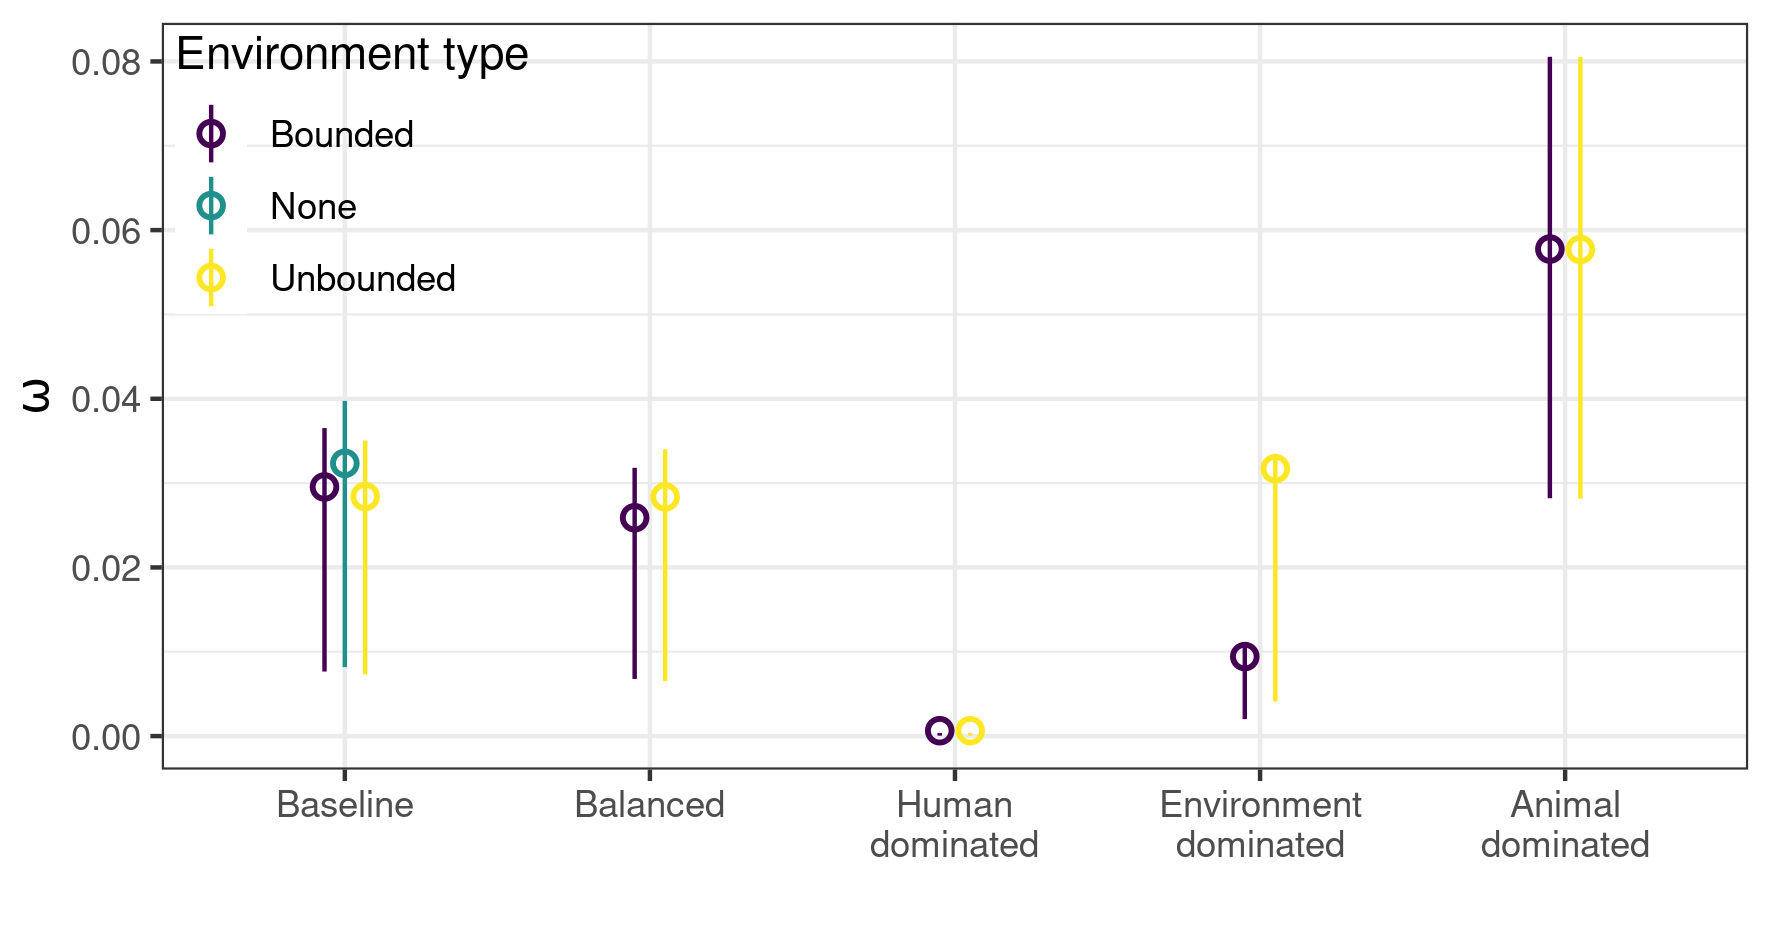 Environment type
Bounded
None
Unbounded
ω
0.08
0.06
0.04
0.02
0.00
Baseline
Balanced
Human
dominated
Environment
dominated
Animal
dominated